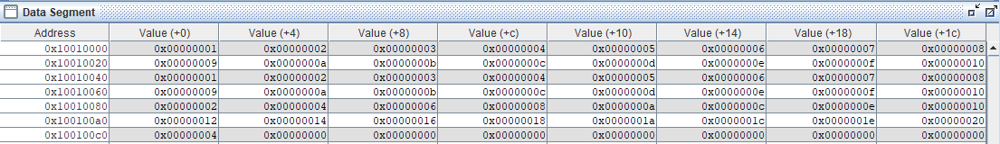 Data Segment
Address Value (+0) Value (+4) Value (+8) Value (+c) Value (+10) Value (+14) Value (+18) Value (+1c)
0x10010000 0x00000001 0x00000002 0x00000003 0x00000004 0x00000005 0x00000006 0x00000007 0x00000008
0x10010020 0x00000009 0x0000000a 0x0000000b 0x0000000c 0x0000000d 0x0000000e 0x0000000f 0x00000010
0x10010040 0x00000001 0x00000002 0x00000003 0x00000004 0x00000005 0x00000006 0x00000007 0x00000008
0x10010060 0x00000009 0x0000000a 0x0000000b 0x0000000c 0x0000000d 0x0000000e 0x0000000f 0x00000010
0x10010080 0x00000002 0x00000004 0x00000006 0x00000008 0x0000000a 0x0000000c 0x0000000e 0x00000010
0x100100a0 0x00000012 0x00000014 0x00000016 0x00000018 0x0000001a 0x0000001c 0x0000001e 0x00000020
0x100100c0 0x00000004 0x00000000 0x00000000 0x00000000 0x00000000 0x00000000 0x00000000 0x00000000